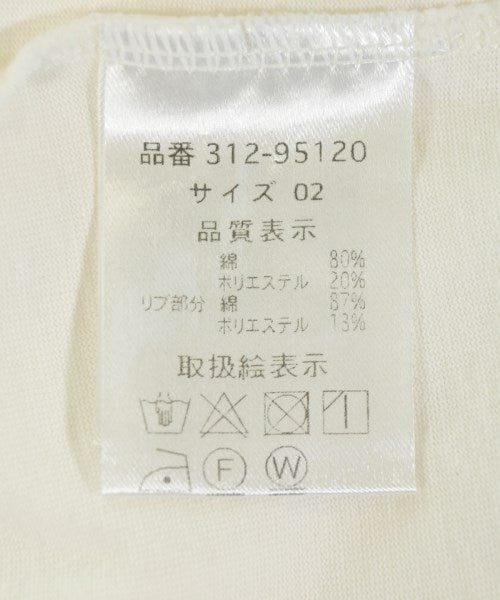 品番 312-95120
サイズ 02
品質表示
綿 80%
ポリエステル 20%
リブ部分 綿 87%
ポリエステル 13%
取扱絵表示
F W